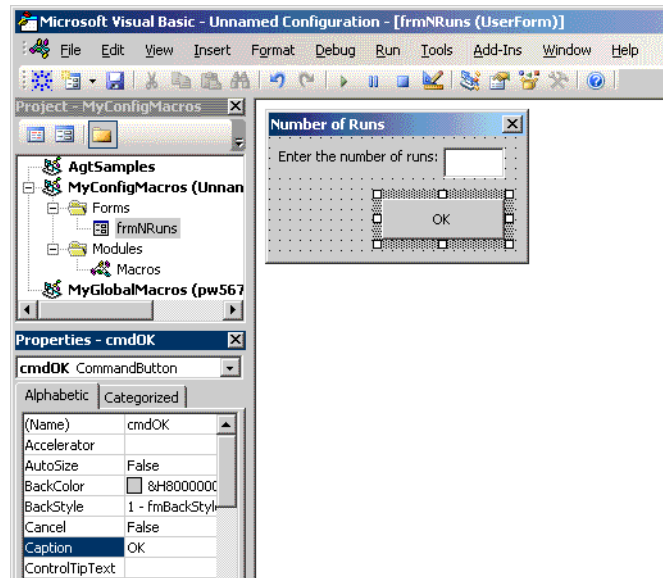 Microsoft Visual Basic - Unnamed Configuration - [frmNRuns (UserForm)]
File Edit View Insert Format Debug Run Tools Add-Ins Window Help
Project - MyConfigMacros
AgtSamples
MyConfigMacros (Unnan
Forms
frmNRuns
Modules
Macros
MyGlobalMacros (pw567
Number of Runs
Enter the number of runs:
OK
Properties - cmdOK
cmdOK CommandButton
Alphabetic Categorized
(Name) cmdOK
Accelerator
AutoSize False
BackColor &H8000000
BackStyle 1 - fmBackStyl
Cancel False
Caption OK
ControlTipText